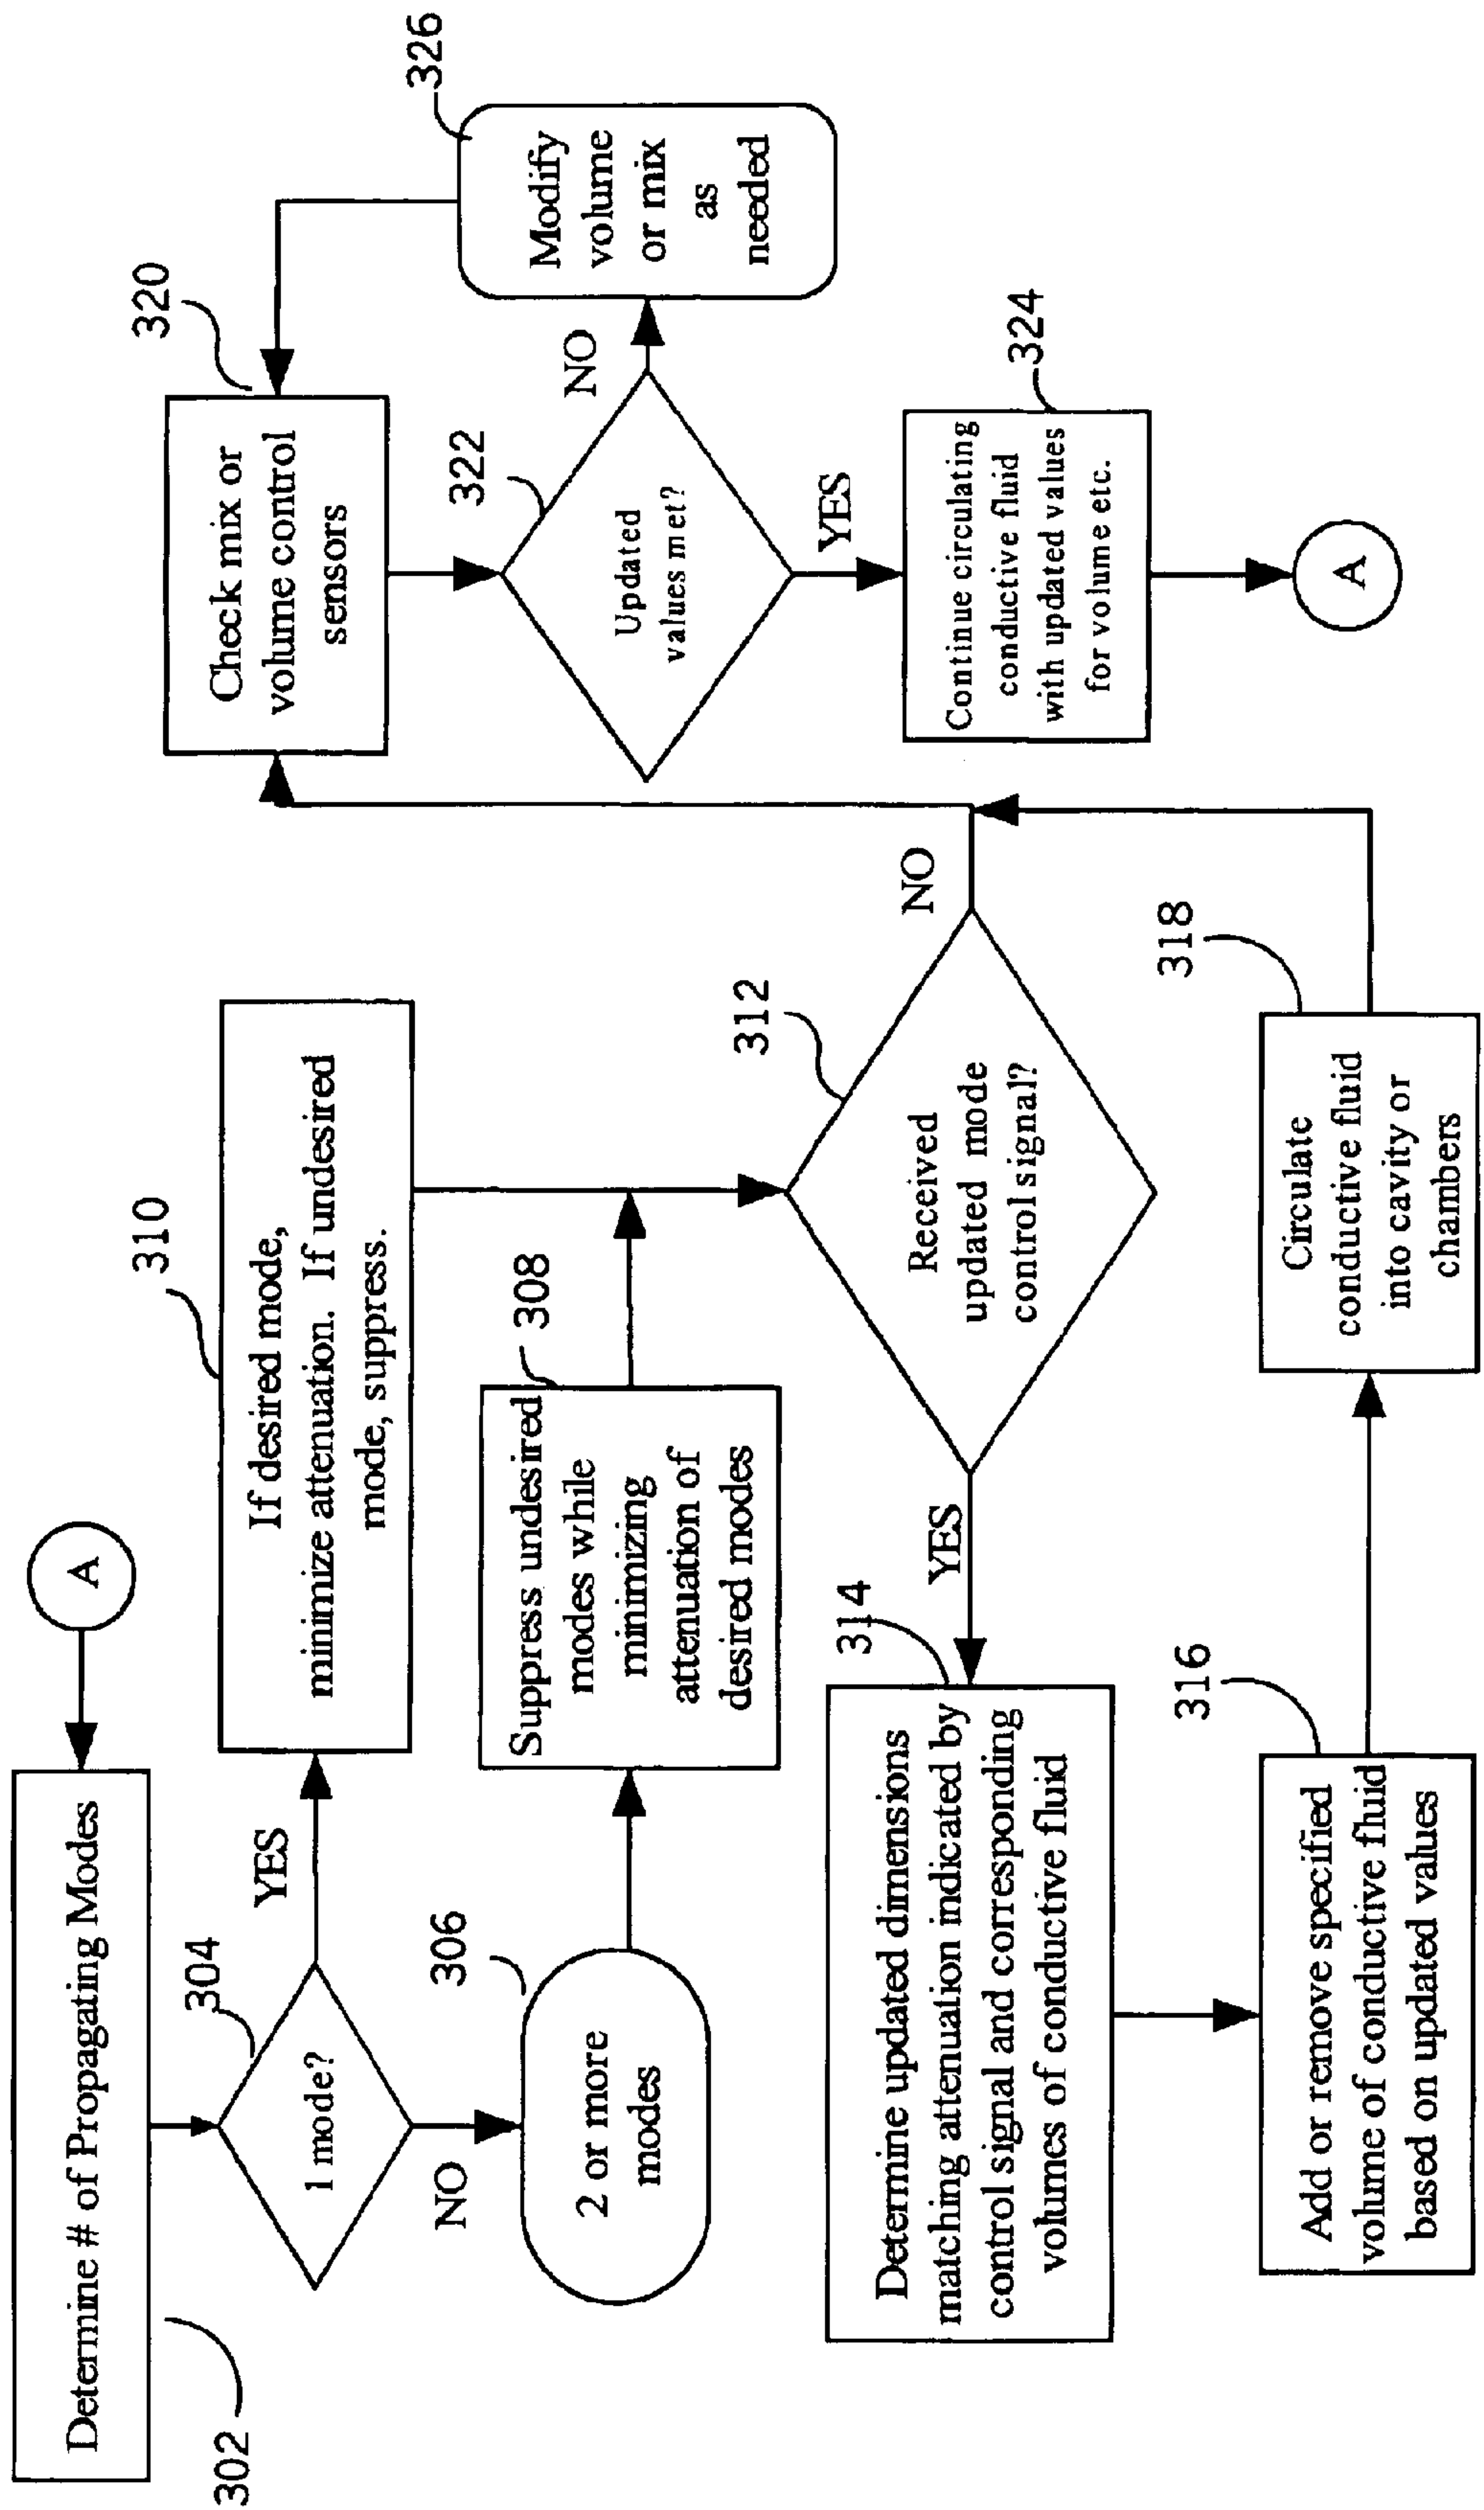 302
Determine # of Propagating Modes
A
304
1 mode?
YES
NO
306
2 or more
modes
310
If desired mode,
minimize attenuation. If undesired
mode, suppress.
308
Suppress undesired
modes while
minimizing
attenuation of
desired modes
312
Received
updated mode
control signal?
YES
NO
314
Determine updated dimensions
matching attenuation indicated by
control signal and corresponding
volumes of conductive fluid
316
Add or remove specified
volume of conductive fluid
based on updated values
318
Circulate
conductive fluid
into cavity or
chambers
320
Check mix or
volume control
sensors
322
Updated
values met?
NO
YES
326
Modify
volume
or mix
as
needed
324
Continue circulating
conductive fluid
with updated values
for volume etc.
A